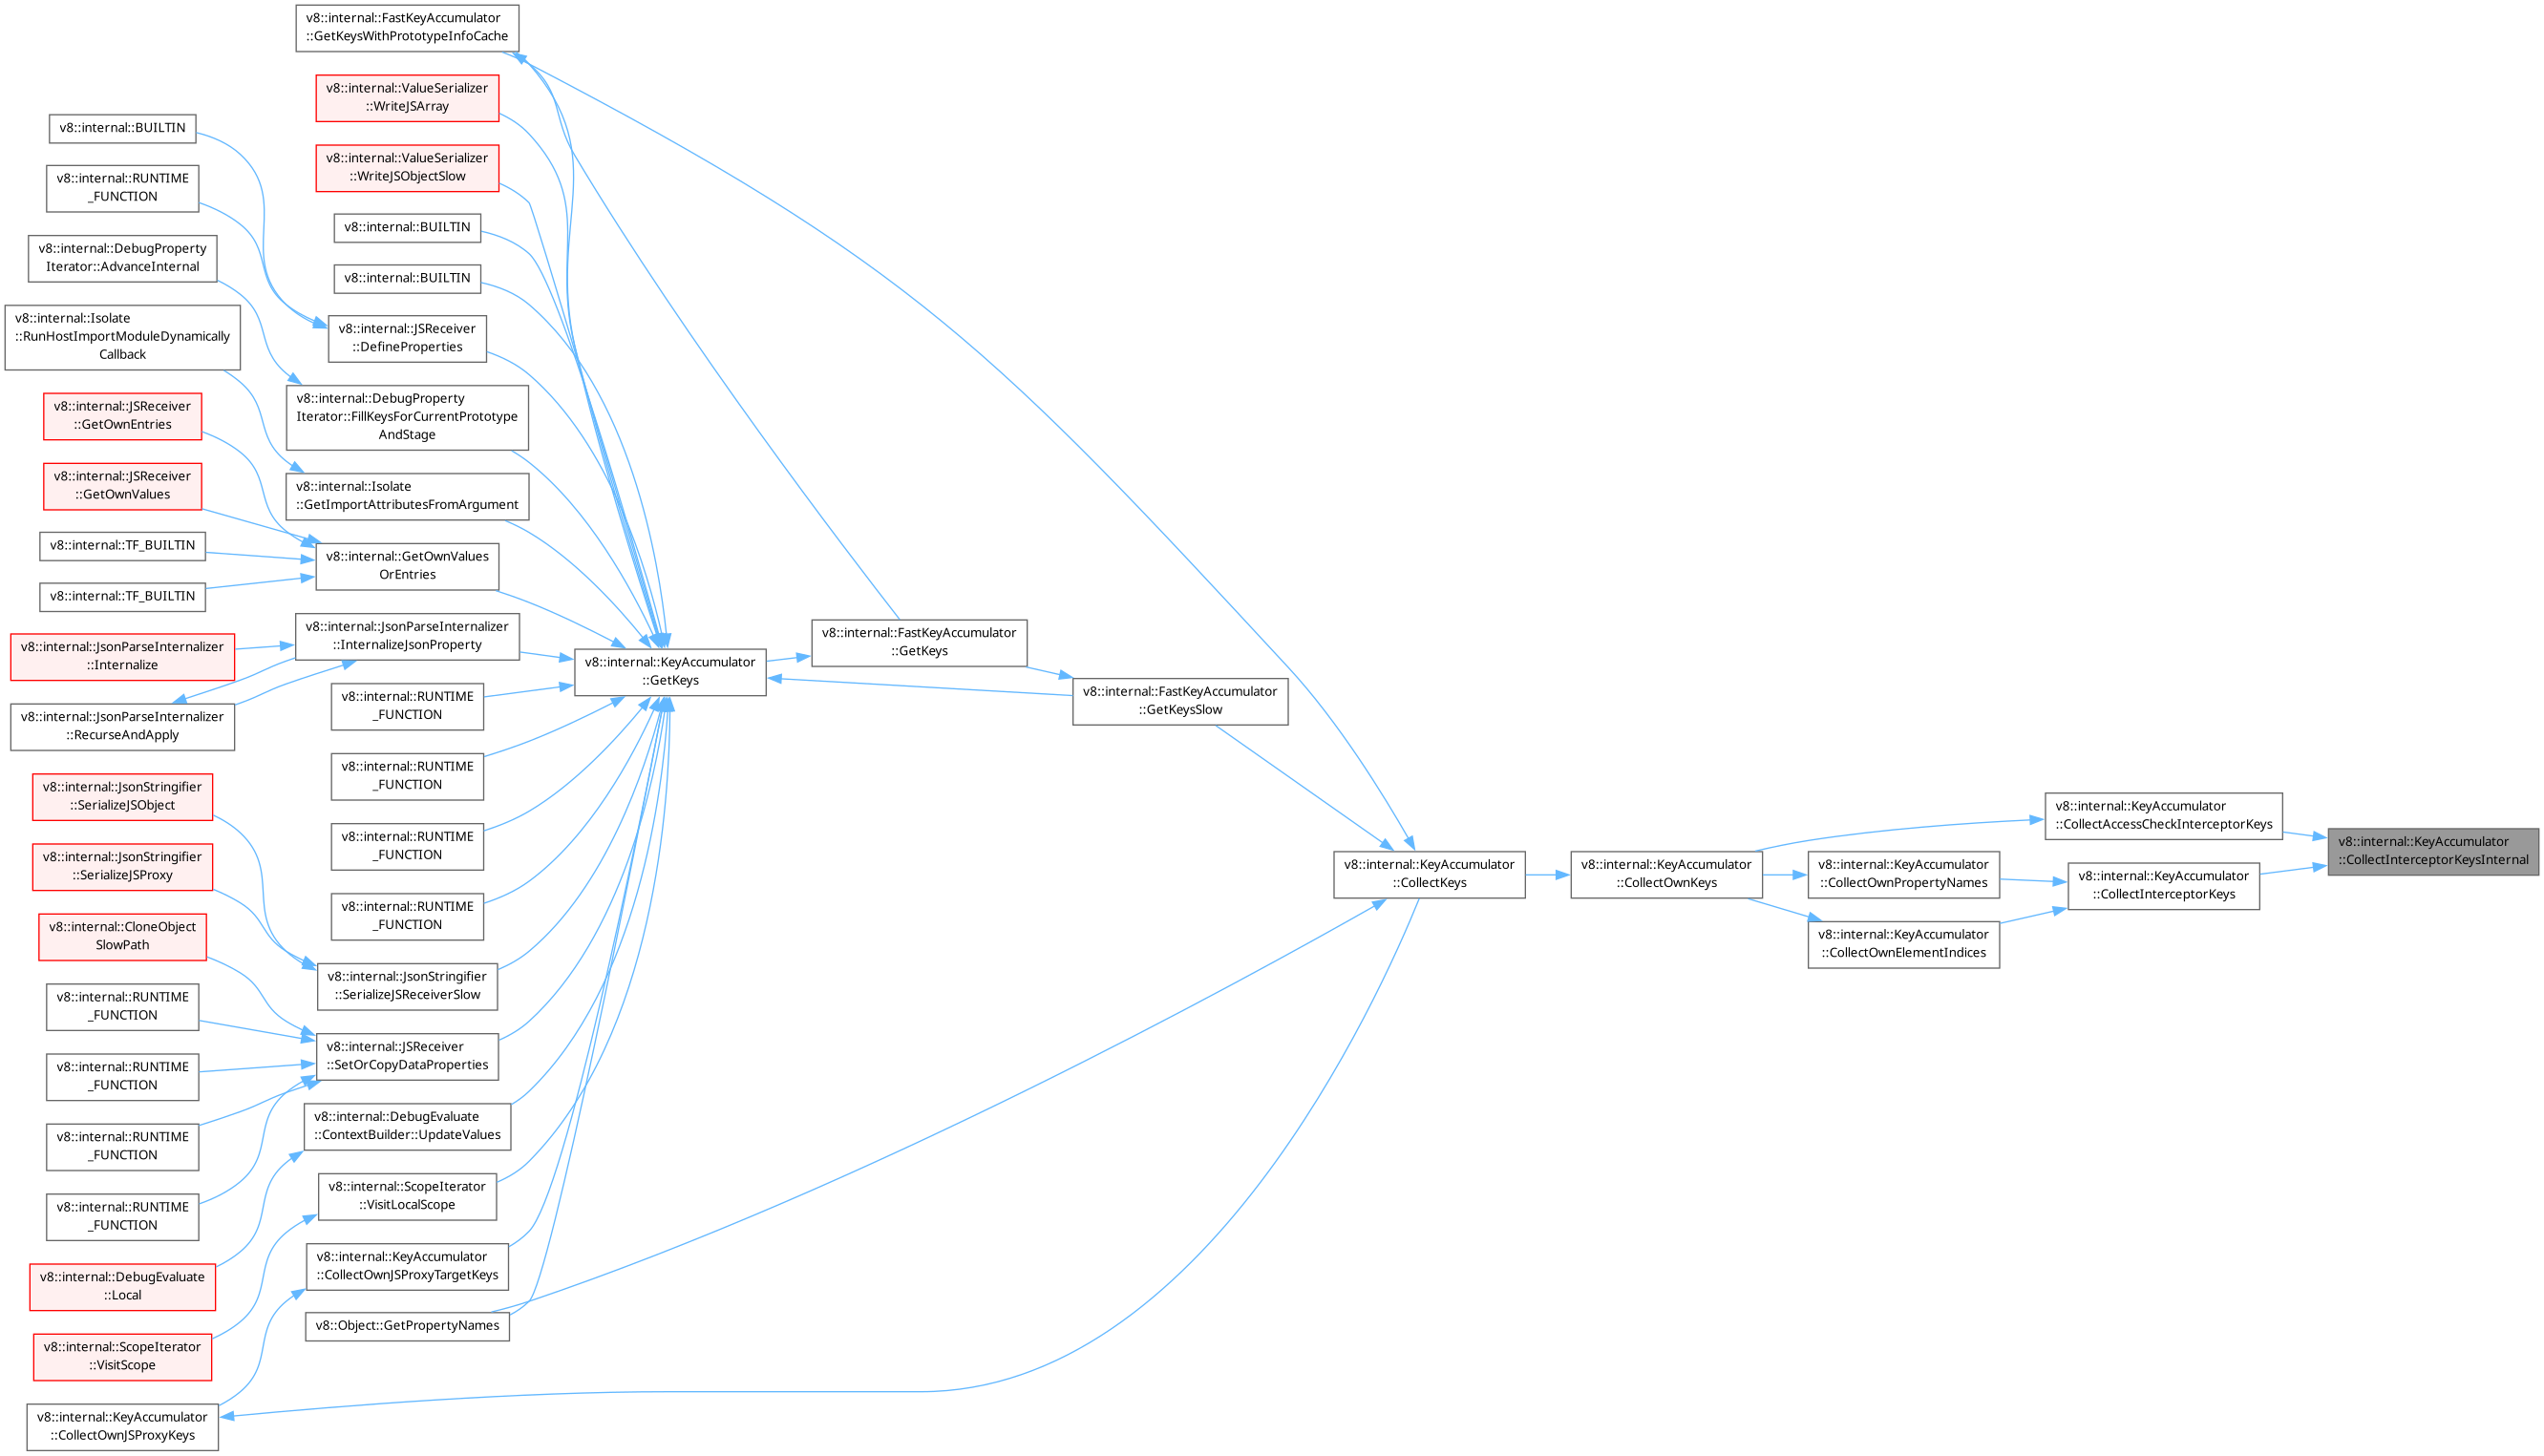 v8::internal::FastKeyAccumulator
::GetKeysWithPrototypeInfoCache
v8::internal::ValueSerializer
::WriteJSArray
v8::internal::BUILTIN
v8::internal::ValueSerializer
::WriteJSObjectSlow
v8::internal::RUNTIME
_FUNCTION
v8::internal::BUILTIN
v8::internal::DebugProperty
Iterator::AdvanceInternal
v8::internal::BUILTIN
v8::internal::Isolate
::RunHostImportModuleDynamically
Callback
v8::internal::JSReceiver
::DefineProperties
v8::internal::DebugProperty
Iterator::FillKeysForCurrentPrototype
AndStage
v8::internal::JSReceiver
::GetOwnEntries
v8::internal::Isolate
::GetImportAttributesFromArgument
v8::internal::JSReceiver
::GetOwnValues
v8::internal::TF_BUILTIN
v8::internal::GetOwnValues
OrEntries
v8::internal::TF_BUILTIN
v8::internal::JsonParseInternalizer
::InternalizeJsonProperty
v8::internal::JsonParseInternalizer
::Internalize
v8::internal::FastKeyAccumulator
::GetKeys
v8::internal::KeyAccumulator
::GetKeys
v8::internal::RUNTIME
_FUNCTION
v8::internal::FastKeyAccumulator
::GetKeysSlow
v8::internal::JsonParseInternalizer
::RecurseAndApply
v8::internal::RUNTIME
_FUNCTION
v8::internal::JsonStringifier
::SerializeJSObject
v8::internal::RUNTIME
_FUNCTION
v8::internal::KeyAccumulator
::CollectAccessCheckInterceptorKeys
v8::internal::KeyAccumulator
::CollectInterceptorKeysInternal
v8::internal::JsonStringifier
::SerializeJSProxy
v8::internal::KeyAccumulator
::CollectKeys
v8::internal::KeyAccumulator
::CollectOwnKeys
v8::internal::KeyAccumulator
::CollectOwnPropertyNames
v8::internal::KeyAccumulator
::CollectInterceptorKeys
v8::internal::RUNTIME
_FUNCTION
v8::internal::CloneObject
SlowPath
v8::internal::KeyAccumulator
::CollectOwnElementIndices
v8::internal::JsonStringifier
::SerializeJSReceiverSlow
v8::internal::RUNTIME
_FUNCTION
v8::internal::JSReceiver
::SetOrCopyDataProperties
v8::internal::RUNTIME
_FUNCTION
v8::internal::DebugEvaluate
::ContextBuilder::UpdateValues
v8::internal::RUNTIME
_FUNCTION
v8::internal::ScopeIterator
::VisitLocalScope
v8::internal::RUNTIME
_FUNCTION
v8::internal::KeyAccumulator
::CollectOwnJSProxyTargetKeys
v8::internal::DebugEvaluate
::Local
v8::Object::GetPropertyNames
v8::internal::ScopeIterator
::VisitScope
v8::internal::KeyAccumulator
::CollectOwnJSProxyKeys